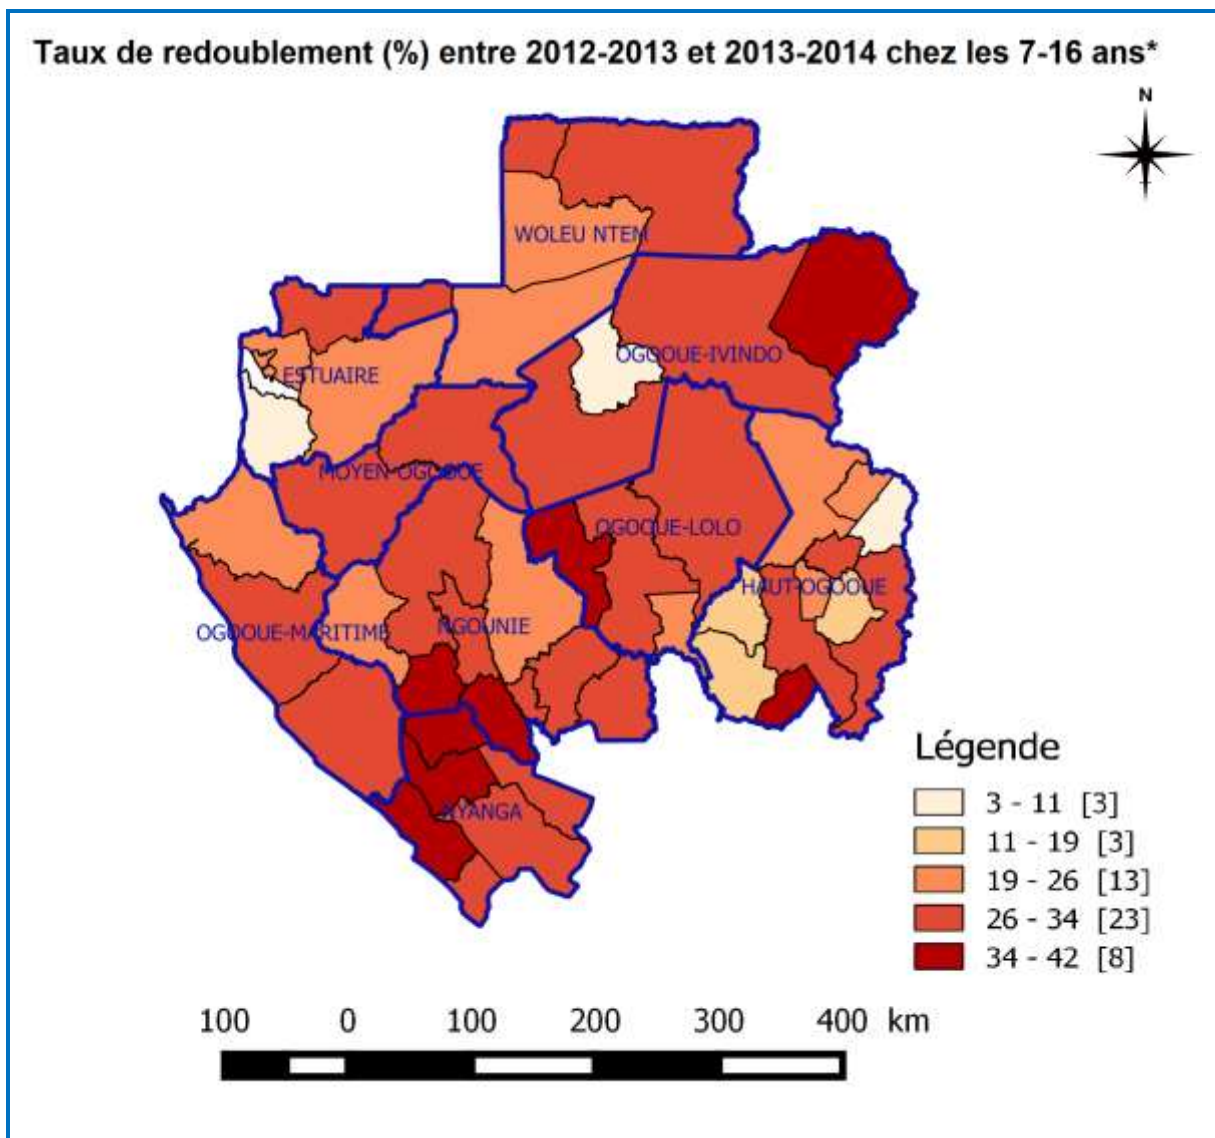 Taux de redoublement (%) entre 2012-2013 et 2013-2014 chez les 7-16 ans*
N
WOLEU NTEM
OGOOUE-IVINDO
ESTUAIRE
MOYEN-OGOOUE
OGOOUE-LOLO
HAUT-OGOOUE
OGOOUE-MARITIME
NGOUNIE
NYANGA
Légende
3 - 11 [3]
11 - 19 [3]
19 - 26 [13]
26 - 34 [23]
34 - 42 [8]
100 0 100 200 300 400 km